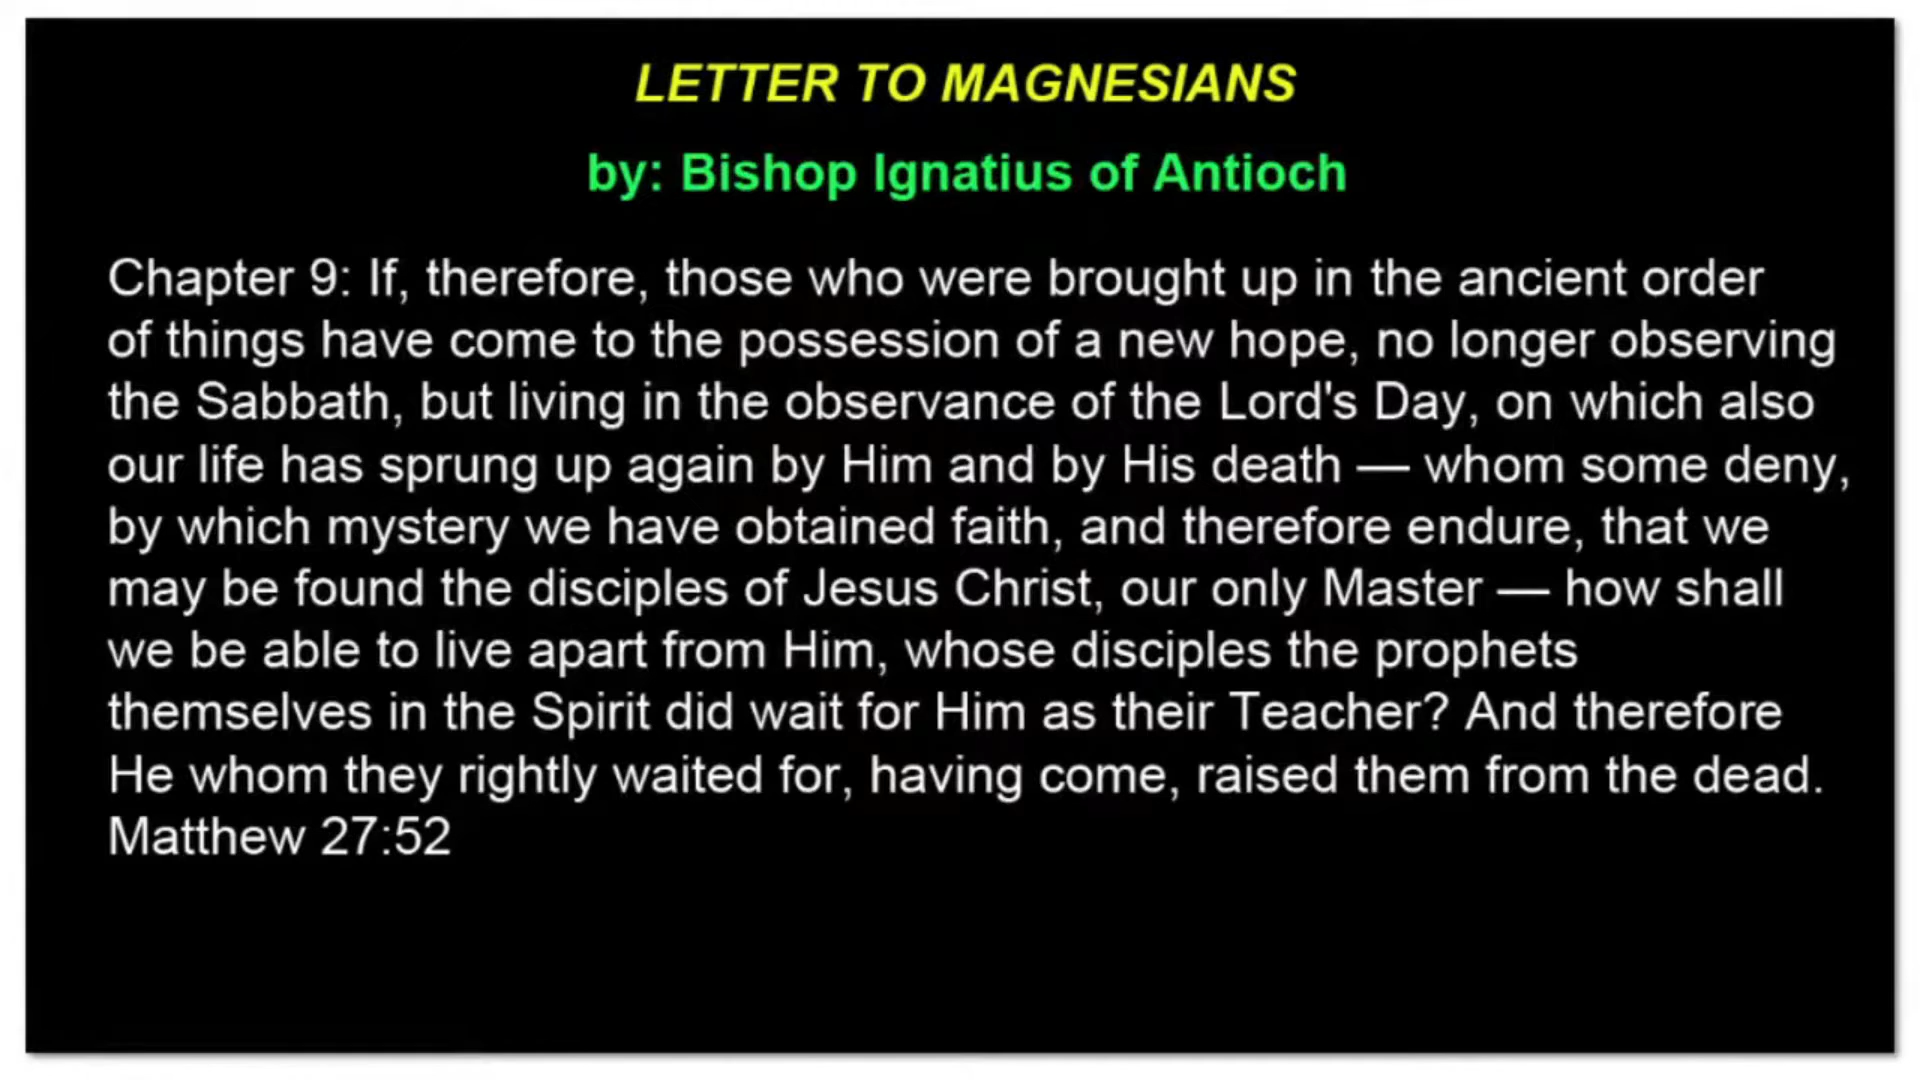 LETTER TO MAGNESIANS
by: Bishop Ignatius of Antioch
Chapter 9: If, therefore, those who were brought up in the ancient order
of things have come to the possession of a new hope, no longer observing
the Sabbath, but living in the observance of the Lord's Day, on which also
our life has sprung up again by Him and by His death — whom some deny,
by which mystery we have obtained faith, and therefore endure, that we
may be found the disciples of Jesus Christ, our only Master — how shall
we be able to live apart from Him, whose disciples the prophets
themselves in the Spirit did wait for Him as their Teacher? And therefore
He whom they rightly waited for, having come, raised them from the dead.
Matthew 27:52